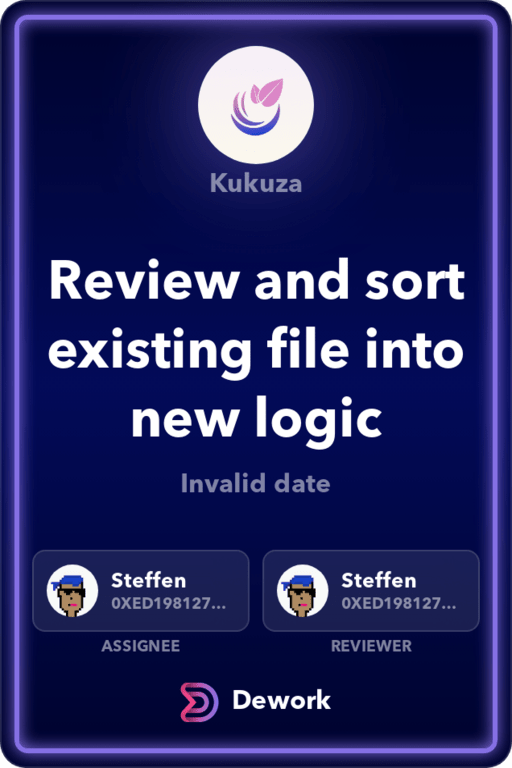 Kukuza
Review and sort
existing file into
new logic
Invalid date
Steffen
0XED198127...
ASSIGNEE
Steffen
0XED198127...
REVIEWER
Dework